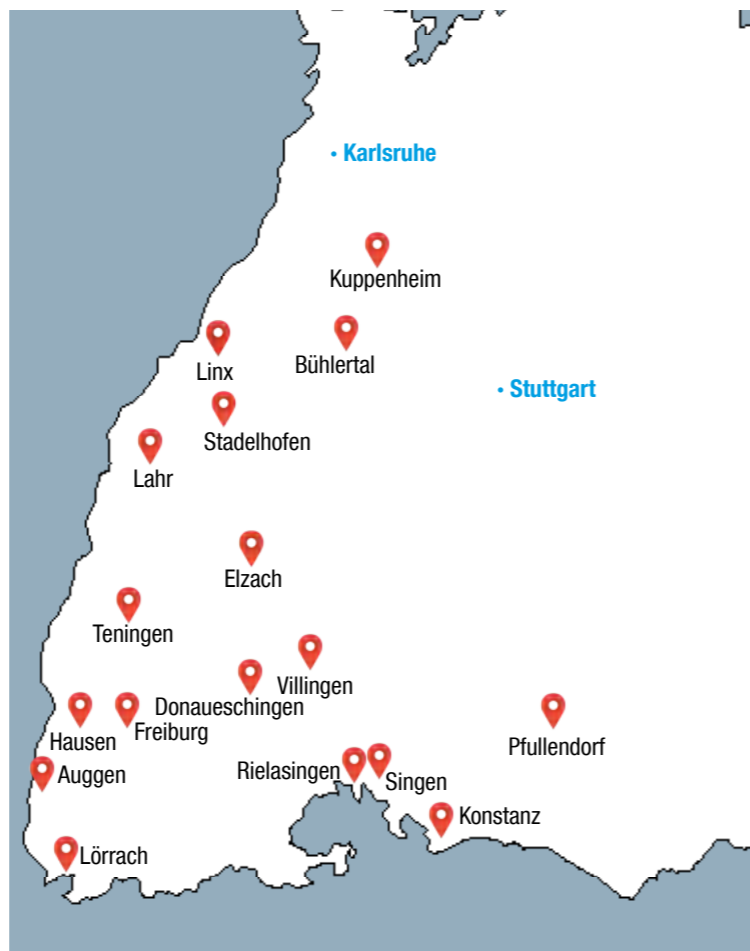 • Karlsruhe
Kuppenheim
Linx
Bühlertal
• Stuttgart
Stadelhofen
Lahr
Elzach
Teningen
Villingen
Donaueschingen
Freiburg
Hausen
Pfullendorf
Auggen
Rielasingen
Singen
Konstanz
Lörrach